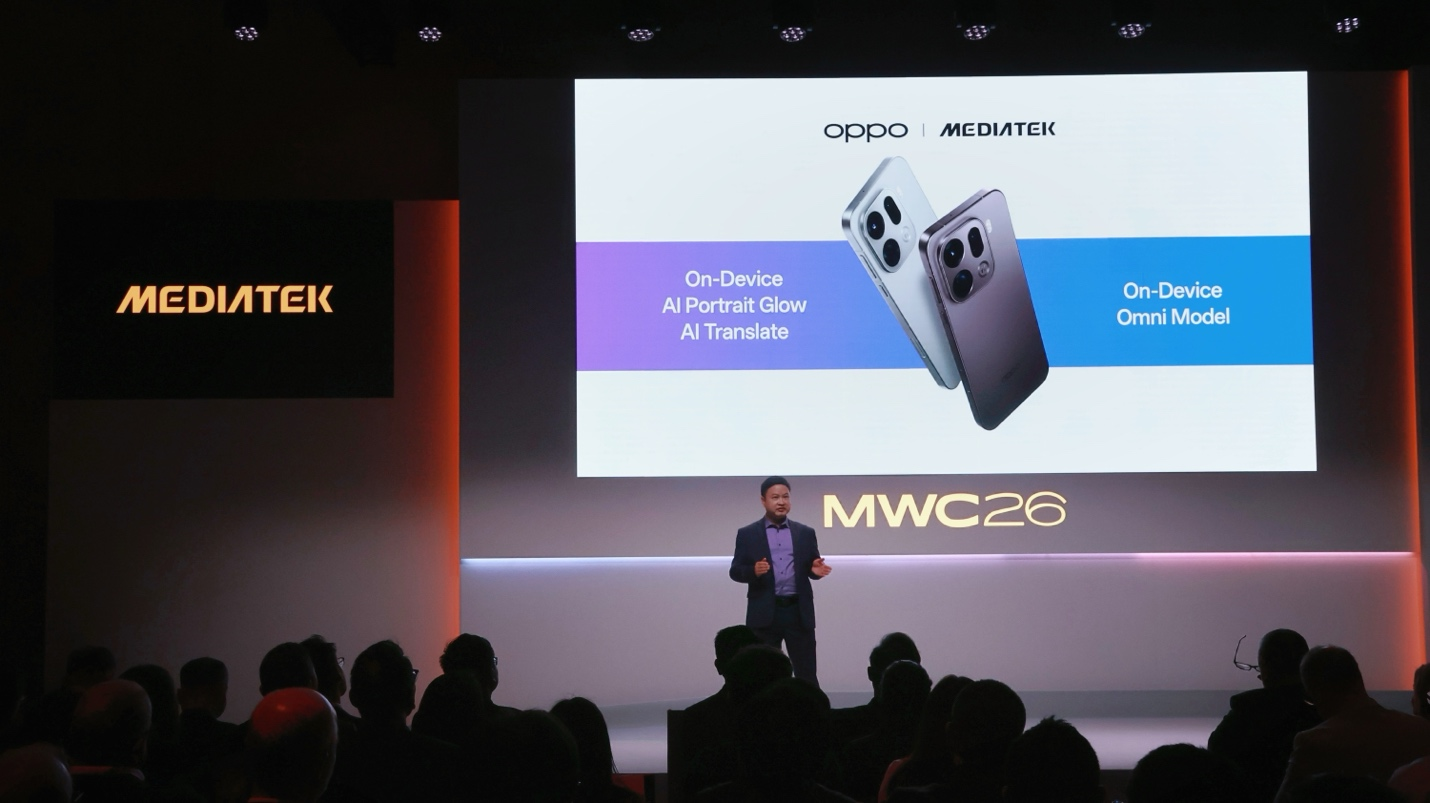 oppo | MEDIATEK
On-Device
AI Portrait Glow
AI Translate
On-Device
Omni Model
MEDIATEK
MWC26